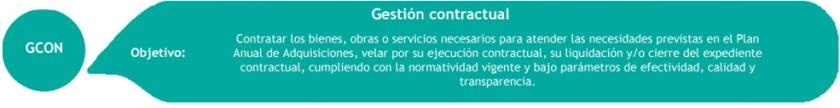 Gestión contractual
GCON
Objetivo:
Contratar los bienes, obras o servicios necesarios para atender las necesidades previstas en el Plan
Anual de Adquisiciones, velar por su ejecución contractual, su liquidación y/o cierre del expediente
contractual, cumpliendo con la normatividad vigente y bajo parámetros de efectividad, calidad y
transparencia.